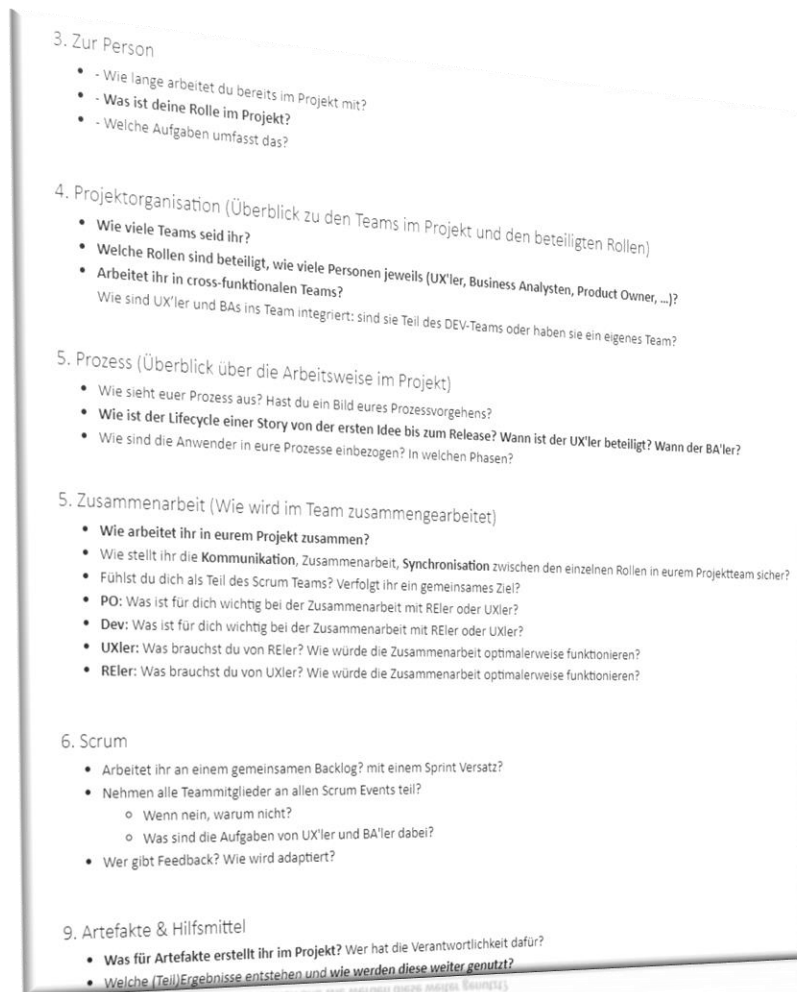 3. Zur Person
• - Wie lange arbeitet du bereits im Projekt mit?
• - Was ist deine Rolle im Projekt?
• - Welche Aufgaben umfasst das?
4. Projektorganisation (Überblick zu den Teams im Projekt und den beteiligten Rollen)
• Wie viele Teams seid ihr?
• Welche Rollen sind beteiligt, wie viele Personen jeweils (UX'ler, Business Analysten, Product Owner, ...)?
• Arbeitet ihr in cross-funktionalen Teams?
Wie sind UX'ler und BAs ins Team integriert: sind sie Teil des DEV-Teams oder haben sie ein eigenes Team?
5. Prozess (Überblick über die Arbeitsweise im Projekt)
• Wie sieht euer Prozess aus? Hast du ein Bild eures Prozessvorgehens?
• Wie ist der Lifecycle einer Story von der ersten Idee bis zum Release? Wann ist der UX'ler beteiligt? Wann der BA'ler?
• Wie sind die Anwender in eure Prozesse einbezogen? In welchen Phasen?
5. Zusammenarbeit (Wie wird im Team zusammengearbeitet)
• Wie arbeitet ihr in eurem Projekt zusammen?
• Wie stellt ihr die Kommunikation, Zusammenarbeit, Synchronisation zwischen den einzelnen Rollen in eurem Projektteam sicher?
• Fühlst du dich als Teil des Scrum Teams? Verfolgt ihr ein gemeinsames Ziel?
• PO: Was ist für dich wichtig bei der Zusammenarbeit mit REler oder UXler?
• Dev: Was ist für dich wichtig bei der Zusammenarbeit mit REler oder UXler?
• UXler: Was brauchst du von REler? Wie würde die Zusammenarbeit optimalerweise funktionieren?
• REler: Was brauchst du von UXler? Wie würde die Zusammenarbeit optimalerweise funktionieren?
6. Scrum
• Arbeitet ihr an einem gemeinsamen Backlog? mit einem Sprint Versatz?
• Nehmen alle Teammitglieder an allen Scrum Events teil?
o Wenn nein, warum nicht?
o Was sind die Aufgaben von UX'ler und BA'ler dabei?
• Wer gibt Feedback? Wie wird adaptiert?
9. Artefakte & Hilfsmittel
• Was für Artefakte erstellt ihr im Projekt? Wer hat die Verantwortlichkeit dafür?
• Welche (Teil)Ergebnisse entstehen und wie werden diese weiter genutzt?